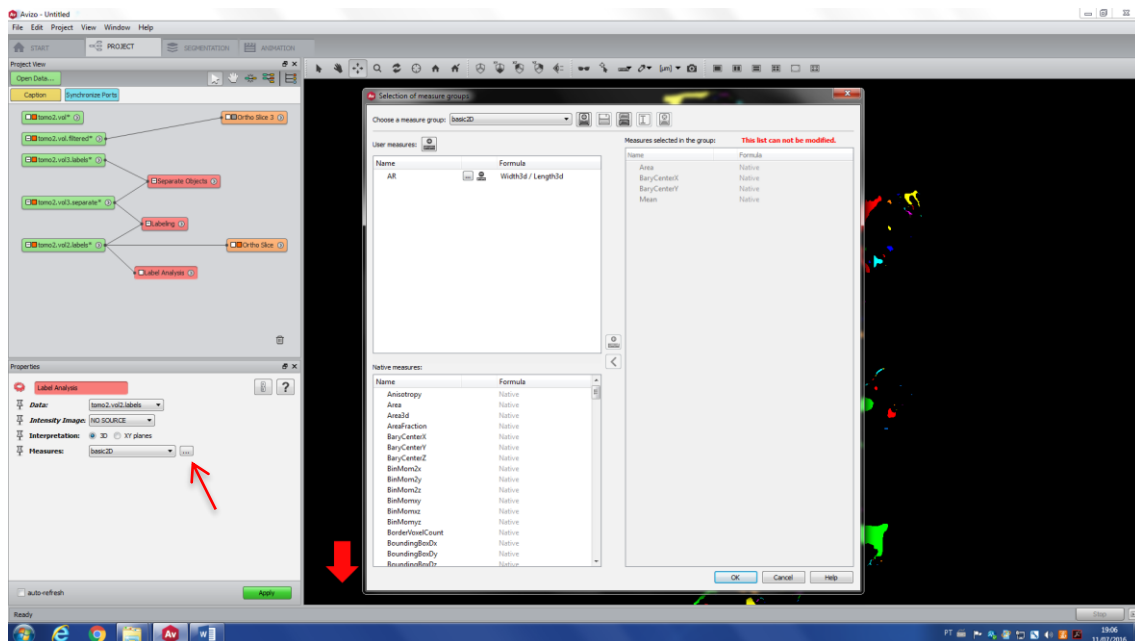 Avizo - Untitled
File Edit Project View Window Help
START PROJECT SEGMENTATION ANIMATION
Project View
Open Data...
Caption Synchronize Ports
tomo2.vol*
Ortho Slice 3
tomo2.vol.filtered*
tomo2.vol3.labels*
Separate Objects
tomo2.vol3.separate*
Labeling
tomo2.vol2.labels*
Ortho Slice
Label Analysis
Properties
Label Analysis
?
Data: tomo2.vol2.labels
Intensity Image: NO SOURCE
Interpretation: 3D XY planes
Measures: basic2D ...
auto-refresh
Apply
Ready
Selection of measure groups
Choose a measure group: basic2D
User measures:
Name Formula
AR ... Width3d / Length3d
Native measures:
Name Formula
Anisotropy Native
Area Native
Area3d Native
AreaFraction Native
BaryCenterX Native
BaryCenterY Native
BaryCenterZ Native
BinMom2x Native
BinMom2y Native
BinMom2z Native
BinMomxy Native
BinMomxz Native
BinMomyz Native
BorderVoxelCount Native
BoundingBoxDx Native
BoundingBoxDy Native
BoundingBoxDz Native
Measures selected in the group: This list can not be modified.
Name Formula
Area Native
BaryCenterX Native
BaryCenterY Native
Mean Native
OK Cancel Help
Stop
PT
19:06
11/07/2016